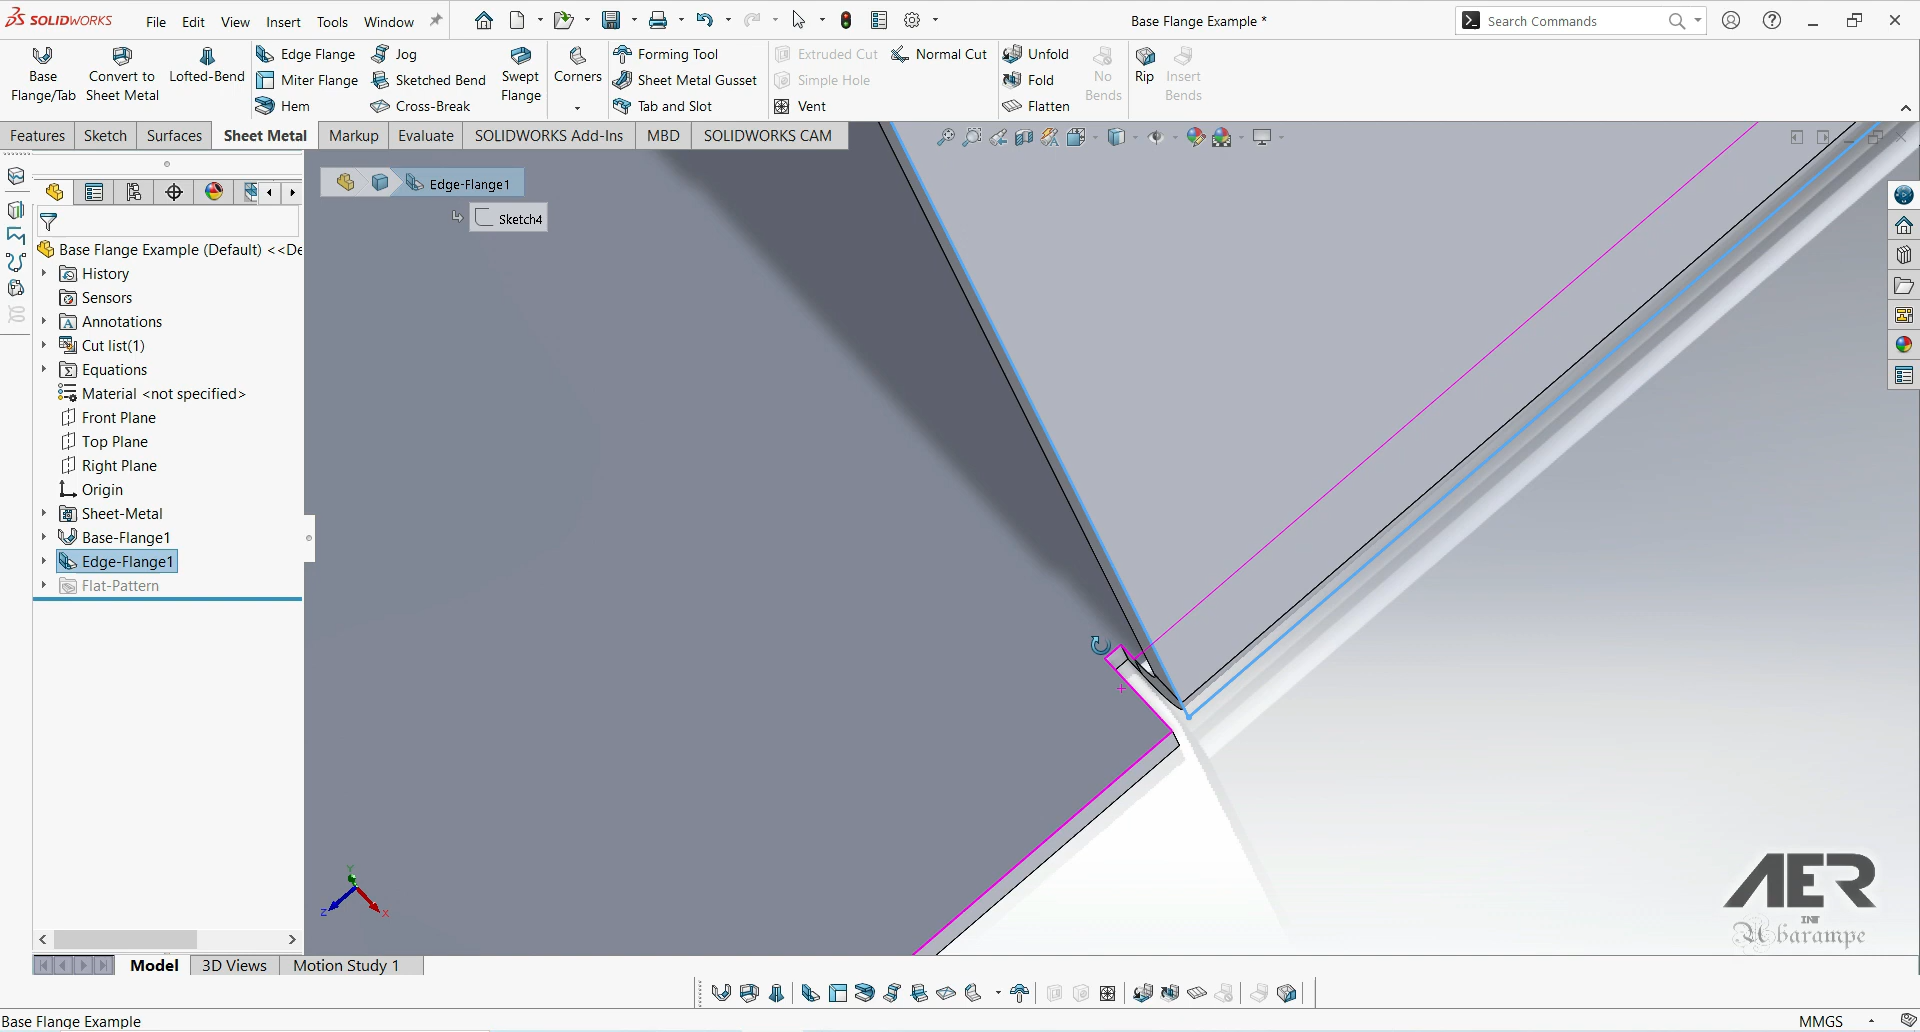 SOLIDWORKS
File Edit View Insert Tools Window
Base Flange Example *
Search Commands
Base
Flange/Tab
Convert to
Sheet Metal
Lofted-Bend
Edge Flange
Miter Flange
Hem
Jog
Sketched Bend
Cross-Break
Swept
Flange
Corners
Forming Tool
Sheet Metal Gusset
Tab and Slot
Extruded Cut
Simple Hole
Vent
Normal Cut
Unfold
Fold
Flatten
No
Bends
Rip
Insert
Bends
Features Sketch Surfaces Sheet Metal Markup Evaluate SOLIDWORKS Add-Ins MBD SOLIDWORKS CAM
Edge-Flange1
Sketch4
Base Flange Example (Default) <<De
History
Sensors
Annotations
Cut list(1)
Equations
Material <not specified>
Front Plane
Top Plane
Right Plane
Origin
Sheet-Metal
Base-Flange1
Edge-Flange1
Flat-Pattern
Y
Z
X
AER
INT
Model 3D Views Motion Study 1
Base Flange Example
MMGS